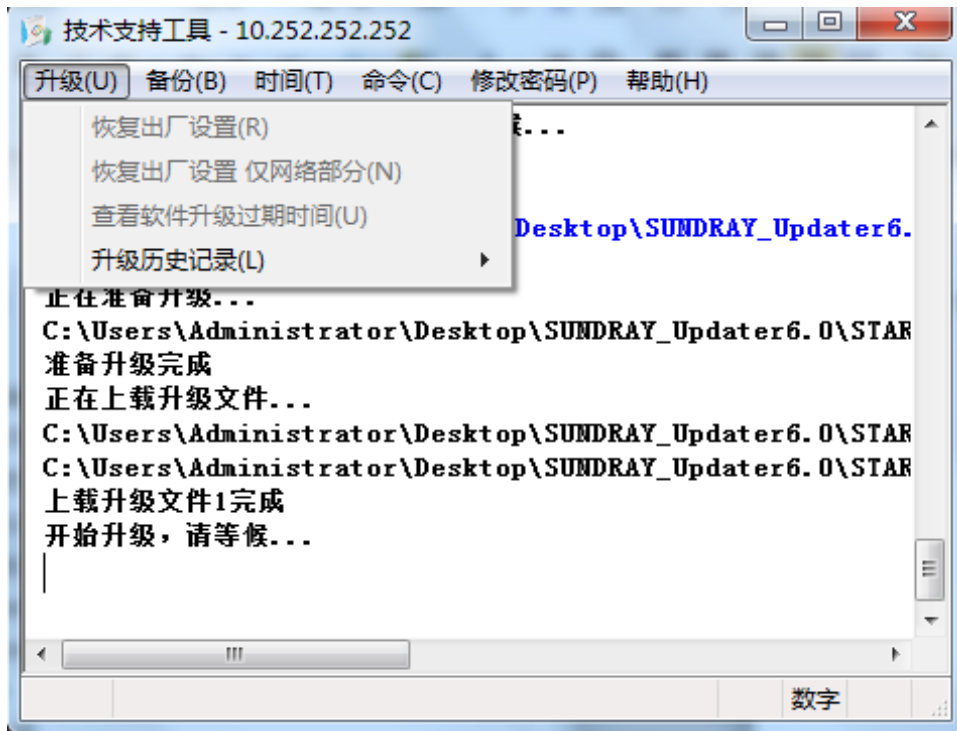 技术支持工具 - 10.252.252.252
升级(U) 备份(B) 时间(T) 命令(C) 修改密码(P) 帮助(H)
恢复出厂设置(R)
...
恢复出厂设置 仅网络部分(N)
查看软件升级过期时间(U)
Desktop\SUNDRAY_Updater6.
升级历史记录(L)
正在准备升级...
C:\Users\Administrator\Desktop\SUNDRAY_Updater6.0\STAR
准备升级完成
正在上载升级文件...
C:\Users\Administrator\Desktop\SUNDRAY_Updater6.0\STAR
C:\Users\Administrator\Desktop\SUNDRAY_Updater6.0\STAR
上载升级文件1完成
开始升级，请等候...
数字